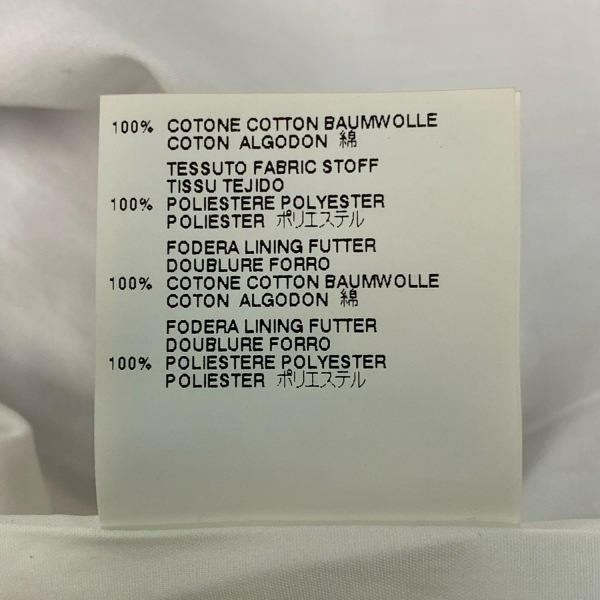 100% COTONE COTTON BAUMWOLLE
COTON ALGODON 綿
TESSUTO FABRIC STOFF
TISSU TEJIDO
100% POLIESTERE POLYESTER
POLIESTER ポリエステル
FODERA LINING FUTTER
DOUBLURE FORRO
100% COTONE COTTON BAUMWOLLE
COTON ALGODON 綿
FODERA LINING FUTTER
DOUBLURE FORRO
100% POLIESTERE POLYESTER
POLIESTER ポリエステル